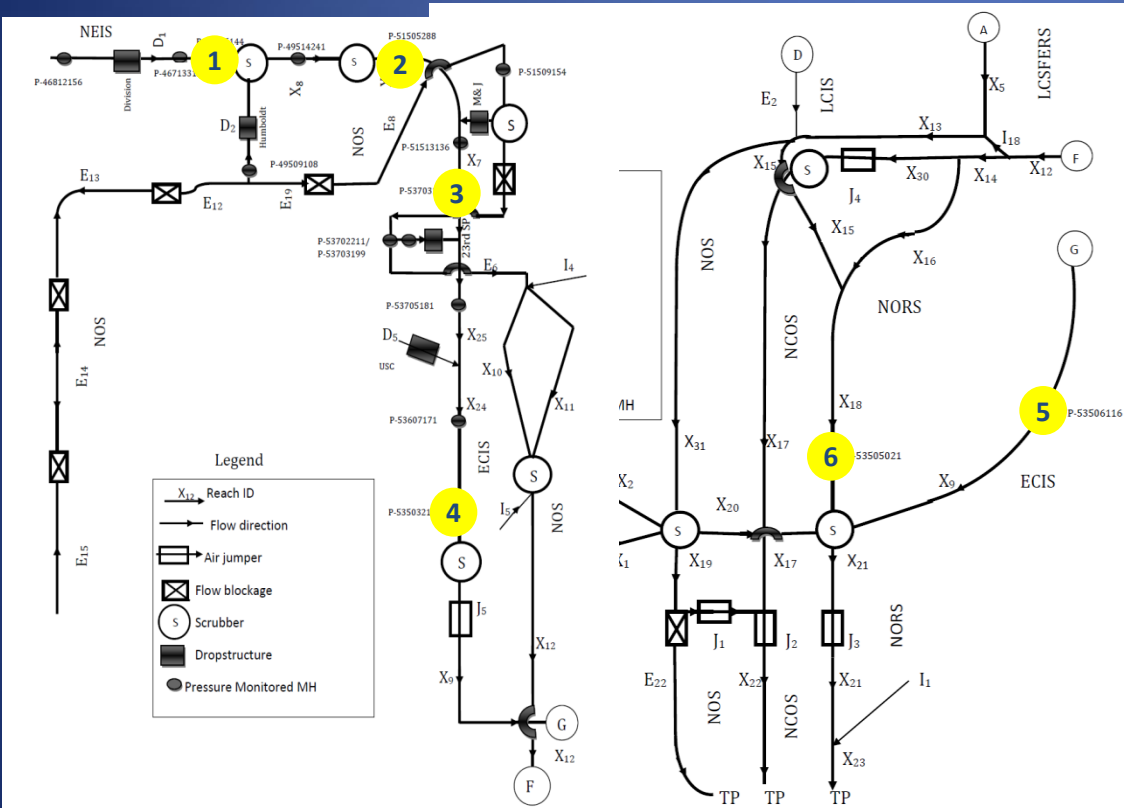 NEIS
D1
P-51505288
P-49514241
1
S
S
2
P-4671331
P-46812156
Division
X8
P-51509154
M&J
D2
Humboldt
NOS
E8
S
P-51513136
X7
P-49509108
E13
E12
E19
P-53703
3
P-53702211/
P-53703199
23rd SP
E6
I4
P-53705181
NOS
D5
USC
X25
X10
X11
E14
X24
P-53607171
ECIS
S
P-5350321
4
I5
NOS
S
E15
J5
X12
X9
G
X12
F
Legend
X12 Reach ID
Flow direction
Air jumper
Flow blockage
S Scrubber
Dropstructure
Pressure Monitored MH
A
D
LCIS
LCSFERS
E2
X5
X13
I18
X15
S
J4
X30
X14
X12
F
X15
X16
G
NOS
NORS
NCOS
MH
X18
5
P-53506116
X31
X17
6
-53505021
ECIS
X9
X2
X20
S
S
X1
X19
X17
X21
J1
J2
J3
NORS
E22
X22
X21
I1
NOS
NCOS
X23
TP
TP
TP